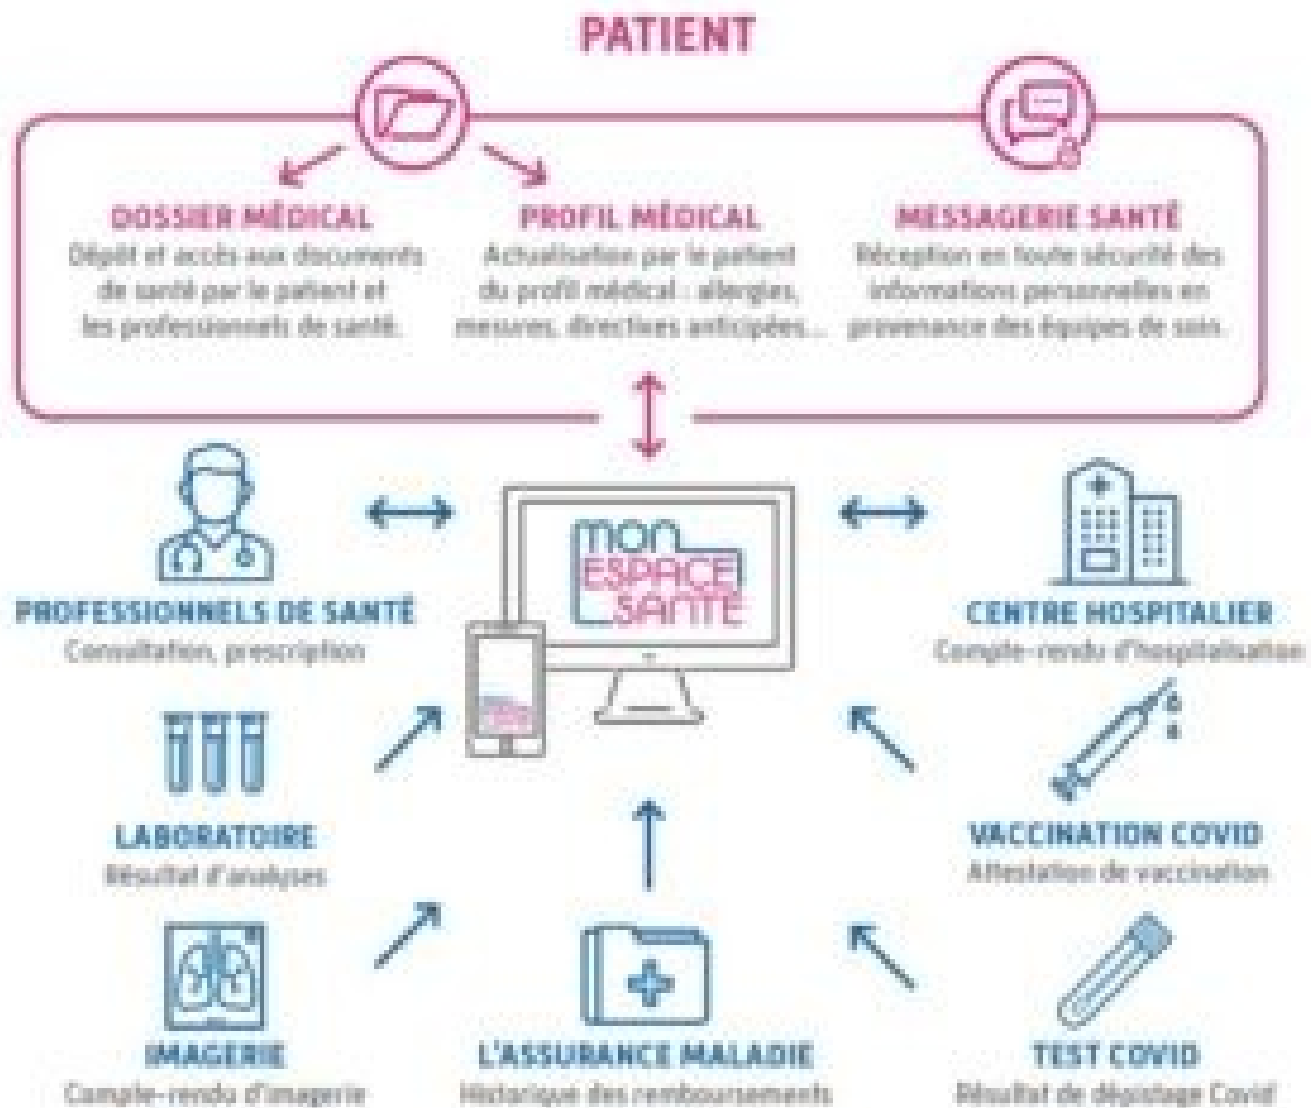 PATIENT
DOSSIER MÉDICAL
Dépôt et accès aux documents
de santé par le patient et
les professionnels de santé.
PROFIL MÉDICAL
Actualisation par le patient
du profil médical : allergies,
mesures, directives anticipées...
MESSAGERIE SANTÉ
Réception en toute sécurité des
informations personnelles en
provenance des équipes de soin.
mon
ESPACE
SANTÉ
PROFESSIONNELS DE SANTÉ
Consultation, prescription
CENTRE HOSPITALIER
Compte-rendu d'hospitalisation
LABORATOIRE
Résultat d'analyses
VACCINATION COVID
Attestation de vaccination
IMAGERIE
Compte-rendu d'imagerie
L'ASSURANCE MALADIE
Historique des remboursements
TEST COVID
Résultat de dépistage Covid